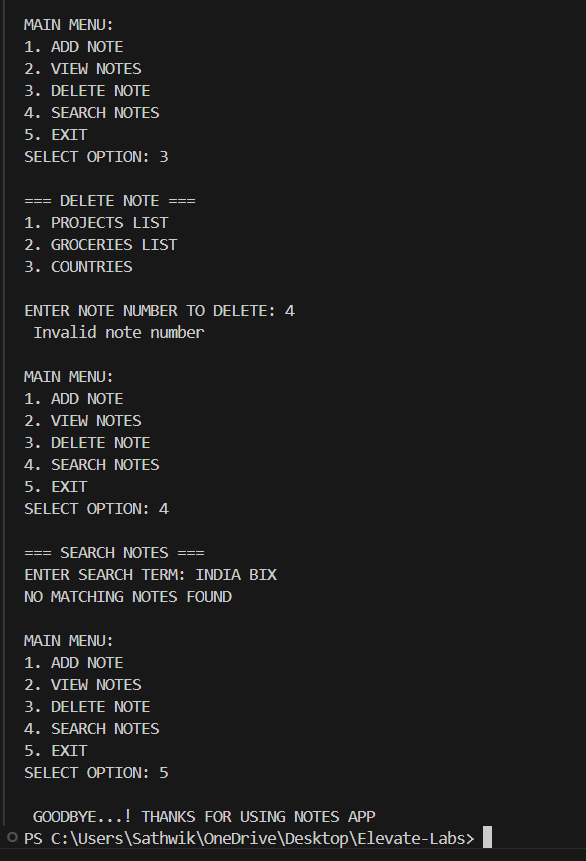 MAIN MENU:
1. ADD NOTE
2. VIEW NOTES
3. DELETE NOTE
4. SEARCH NOTES
5. EXIT
SELECT OPTION: 3
=== DELETE NOTE ===
1. PROJECTS LIST
2. GROCERIES LIST
3. COUNTRIES
ENTER NOTE NUMBER TO DELETE: 4
Invalid note number
MAIN MENU:
1. ADD NOTE
2. VIEW NOTES
3. DELETE NOTE
4. SEARCH NOTES
5. EXIT
SELECT OPTION: 4
=== SEARCH NOTES ===
ENTER SEARCH TERM: INDIA BIX
NO MATCHING NOTES FOUND
MAIN MENU:
1. ADD NOTE
2. VIEW NOTES
3. DELETE NOTE
4. SEARCH NOTES
5. EXIT
SELECT OPTION: 5
GOODBYE...! THANKS FOR USING NOTES APP
PS C:\Users\Sathwik\OneDrive\Desktop\Elevate-Labs>